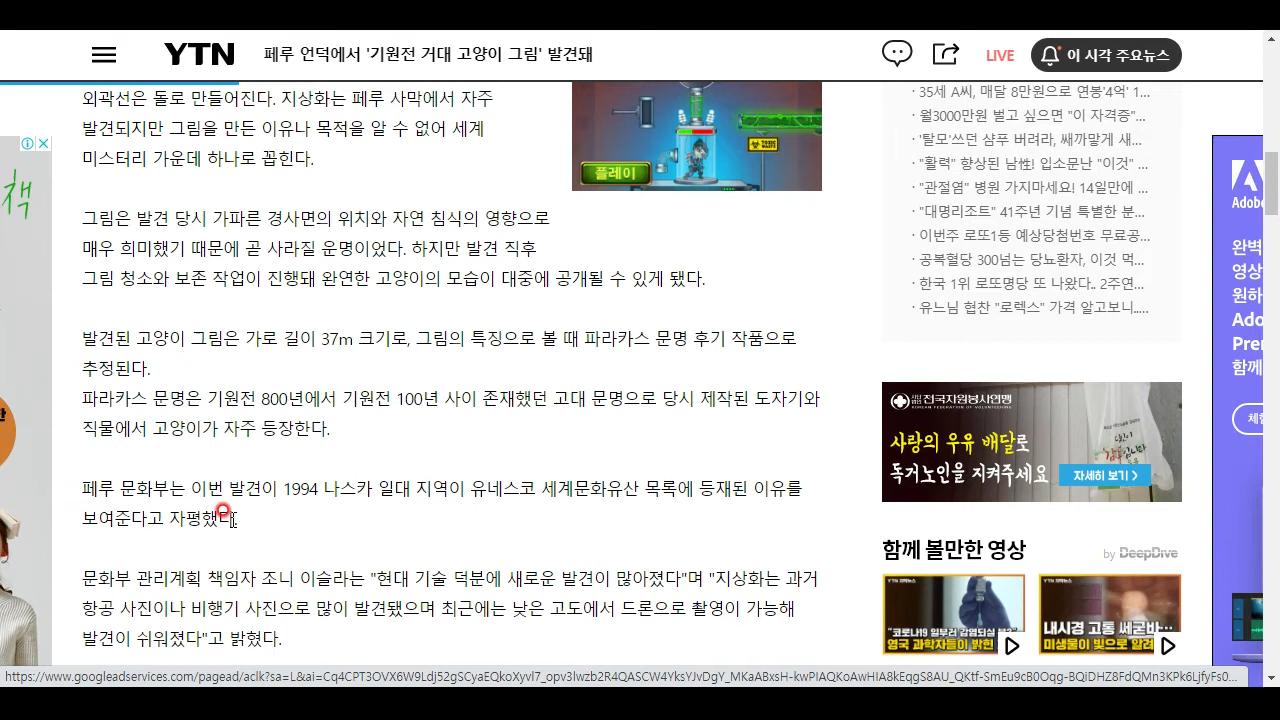 YTN
페루 언덕에서 '기원전 거대 고양이 그림' 발견돼
LIVE
이 시각 주요뉴스
외곽선은 돌로 만들어진다. 지상화는 페루 사막에서 자주
발견되지만 그림을 만든 이유나 목적을 알 수 없어 세계
미스터리 가운데 하나로 꼽힌다.
플레이
그림은 발견 당시 가파른 경사면의 위치와 자연 침식의 영향으로
매우 희미했기 때문에 곧 사라질 운명이었다. 하지만 발견 직후
그림 청소와 보존 작업이 진행돼 완연한 고양이의 모습이 대중에 공개될 수 있게 됐다.
발견된 고양이 그림은 가로 길이 37m 크기로, 그림의 특징으로 볼 때 파라카스 문명 후기 작품으로
추정된다.
파라카스 문명은 기원전 800년에서 기원전 100년 사이 존재했던 고대 문명으로 당시 제작된 도자기와
직물에서 고양이가 자주 등장한다.
페루 문화부는 이번 발견이 1994 나스카 일대 지역이 유네스코 세계문화유산 목록에 등재된 이유를
보여준다고 자평했다
문화부 관리계획 책임자 조니 이슬라는 "현대 기술 덕분에 새로운 발견이 많아졌다"며 "지상화는 과거
항공 사진이나 비행기 사진으로 많이 발견됐으며 최근에는 낮은 고도에서 드론으로 촬영이 가능해
발견이 쉬워졌다"고 밝혔다.
· 35세 A씨, 매달 8만원으로 연봉'4억' 1...
· 월3000만원 벌고 싶으면 "이 자격증"...
· '탈모'쓰던 샴푸 버려라, 쌔까맣게 새...
· "활력" 향상된 남性! 입소문난 "이것" ...
· "관절염" 병원 가지마세요! 14일만에 ...
· "대명리조트" 41주년 기념 특별한 분...
· 이번주 로또1등 예상당첨번호 무료공...
· 공복혈당 300넘는 당뇨환자, 이것 먹...
· 한국 1위 로또명당 또 나왔다.. 2주연...
· 유느님 협찬 "로렉스" 가격 알고보니.....
전국자원봉사연맹
KOREAN FEDERATION OF VOLUNTEERING
사랑의 우유 배달로
독거노인을 지켜주세요
자세히 보기 >
함께 볼만한 영상
by DeepDive
영국 과학자들이 밝힌
내시경 고통 쎄굳바...
미생물이 빛으로 알려
책
Adobe
완벽
영상
원하
Ado
Prer
함께
체험